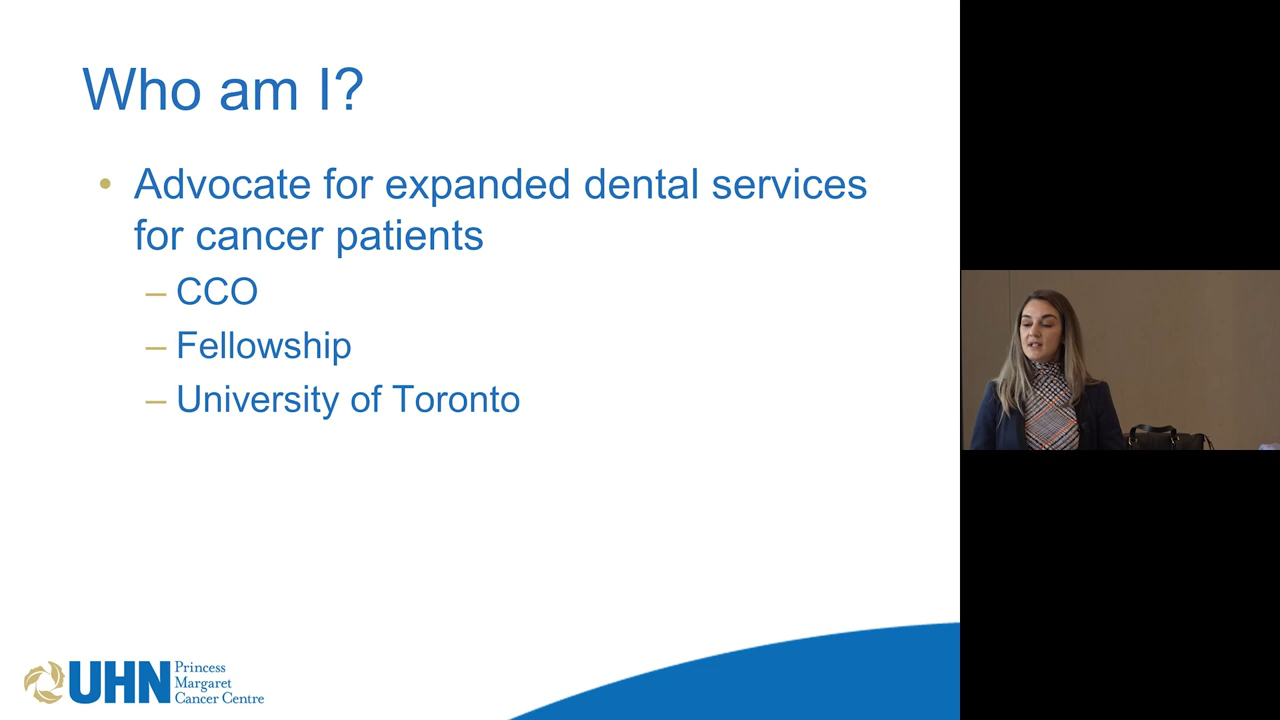 Who am I?
• Advocate for expanded dental services
for cancer patients
– CCO
– Fellowship
– University of Toronto
UHN
Princess
Margaret
Cancer Centre